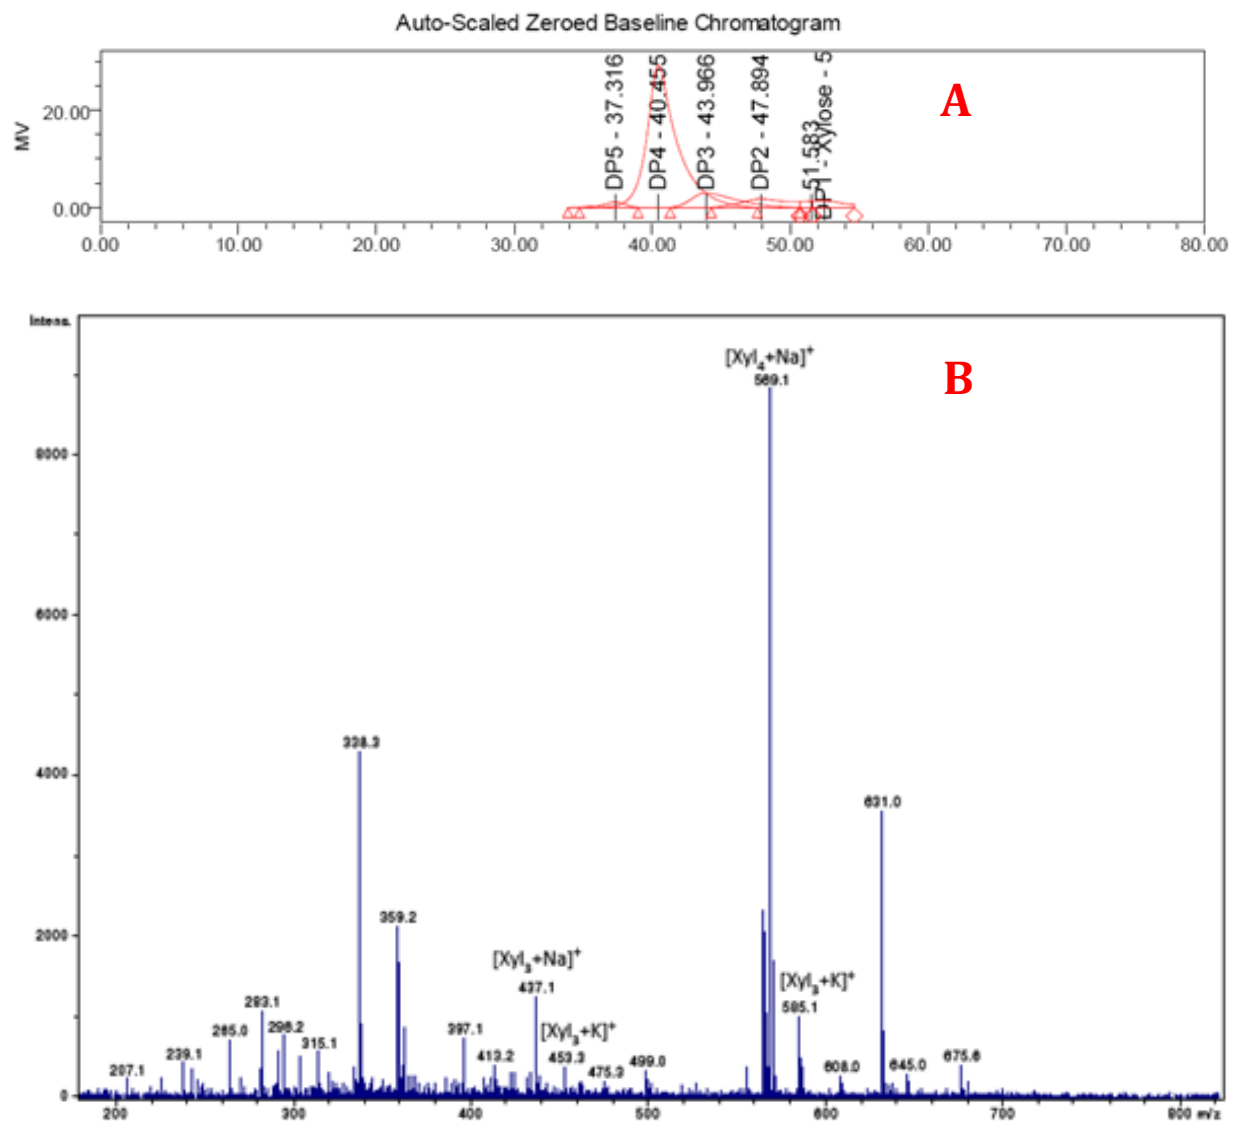 Auto-Scaled Zeroed Baseline Chromatogram
A
MV
20.00
0.00
DP5 - 37.316
DP4 - 40.455
DP3 - 43.966
DP2 - 47.894
51.583
DP1 - Xylose - 5
0.00 10.00 20.00 30.00 40.00 50.00 60.00 70.00 80.00
Intens.
[Xyl4+Na]+
569.1
B
8000
6000
4000
2000
0
338.3
631.0
359.2
[Xyl3+Na]+
437.1
[Xyl3+K]+
585.1
283.1
265.0
296.2
315.1
397.1
[Xyl3+K]+
453.3
239.1
207.1
413.2
475.3
499.0
608.0
645.0
675.6
200 300 400 500 600 700 800 m/z